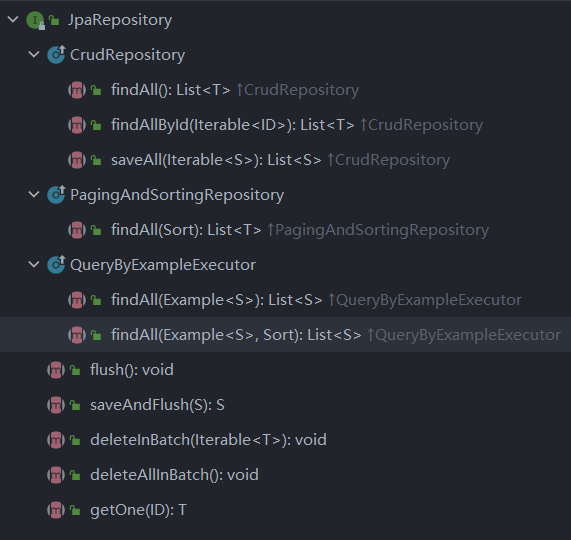 JpaRepository
CrudRepository
findAll(): List<T> ↑CrudRepository
findAllById(Iterable<ID>): List<T> ↑CrudRepository
saveAll(Iterable<S>): List<S> ↑CrudRepository
PagingAndSortingRepository
findAll(Sort): List<T> ↑PagingAndSortingRepository
QueryByExampleExecutor
findAll(Example<S>): List<S> ↑QueryByExampleExecutor
findAll(Example<S>, Sort): List<S> ↑QueryByExampleExecutor
flush(): void
saveAndFlush(S): S
deleteInBatch(Iterable<T>): void
deleteAllInBatch(): void
getOne(ID): T